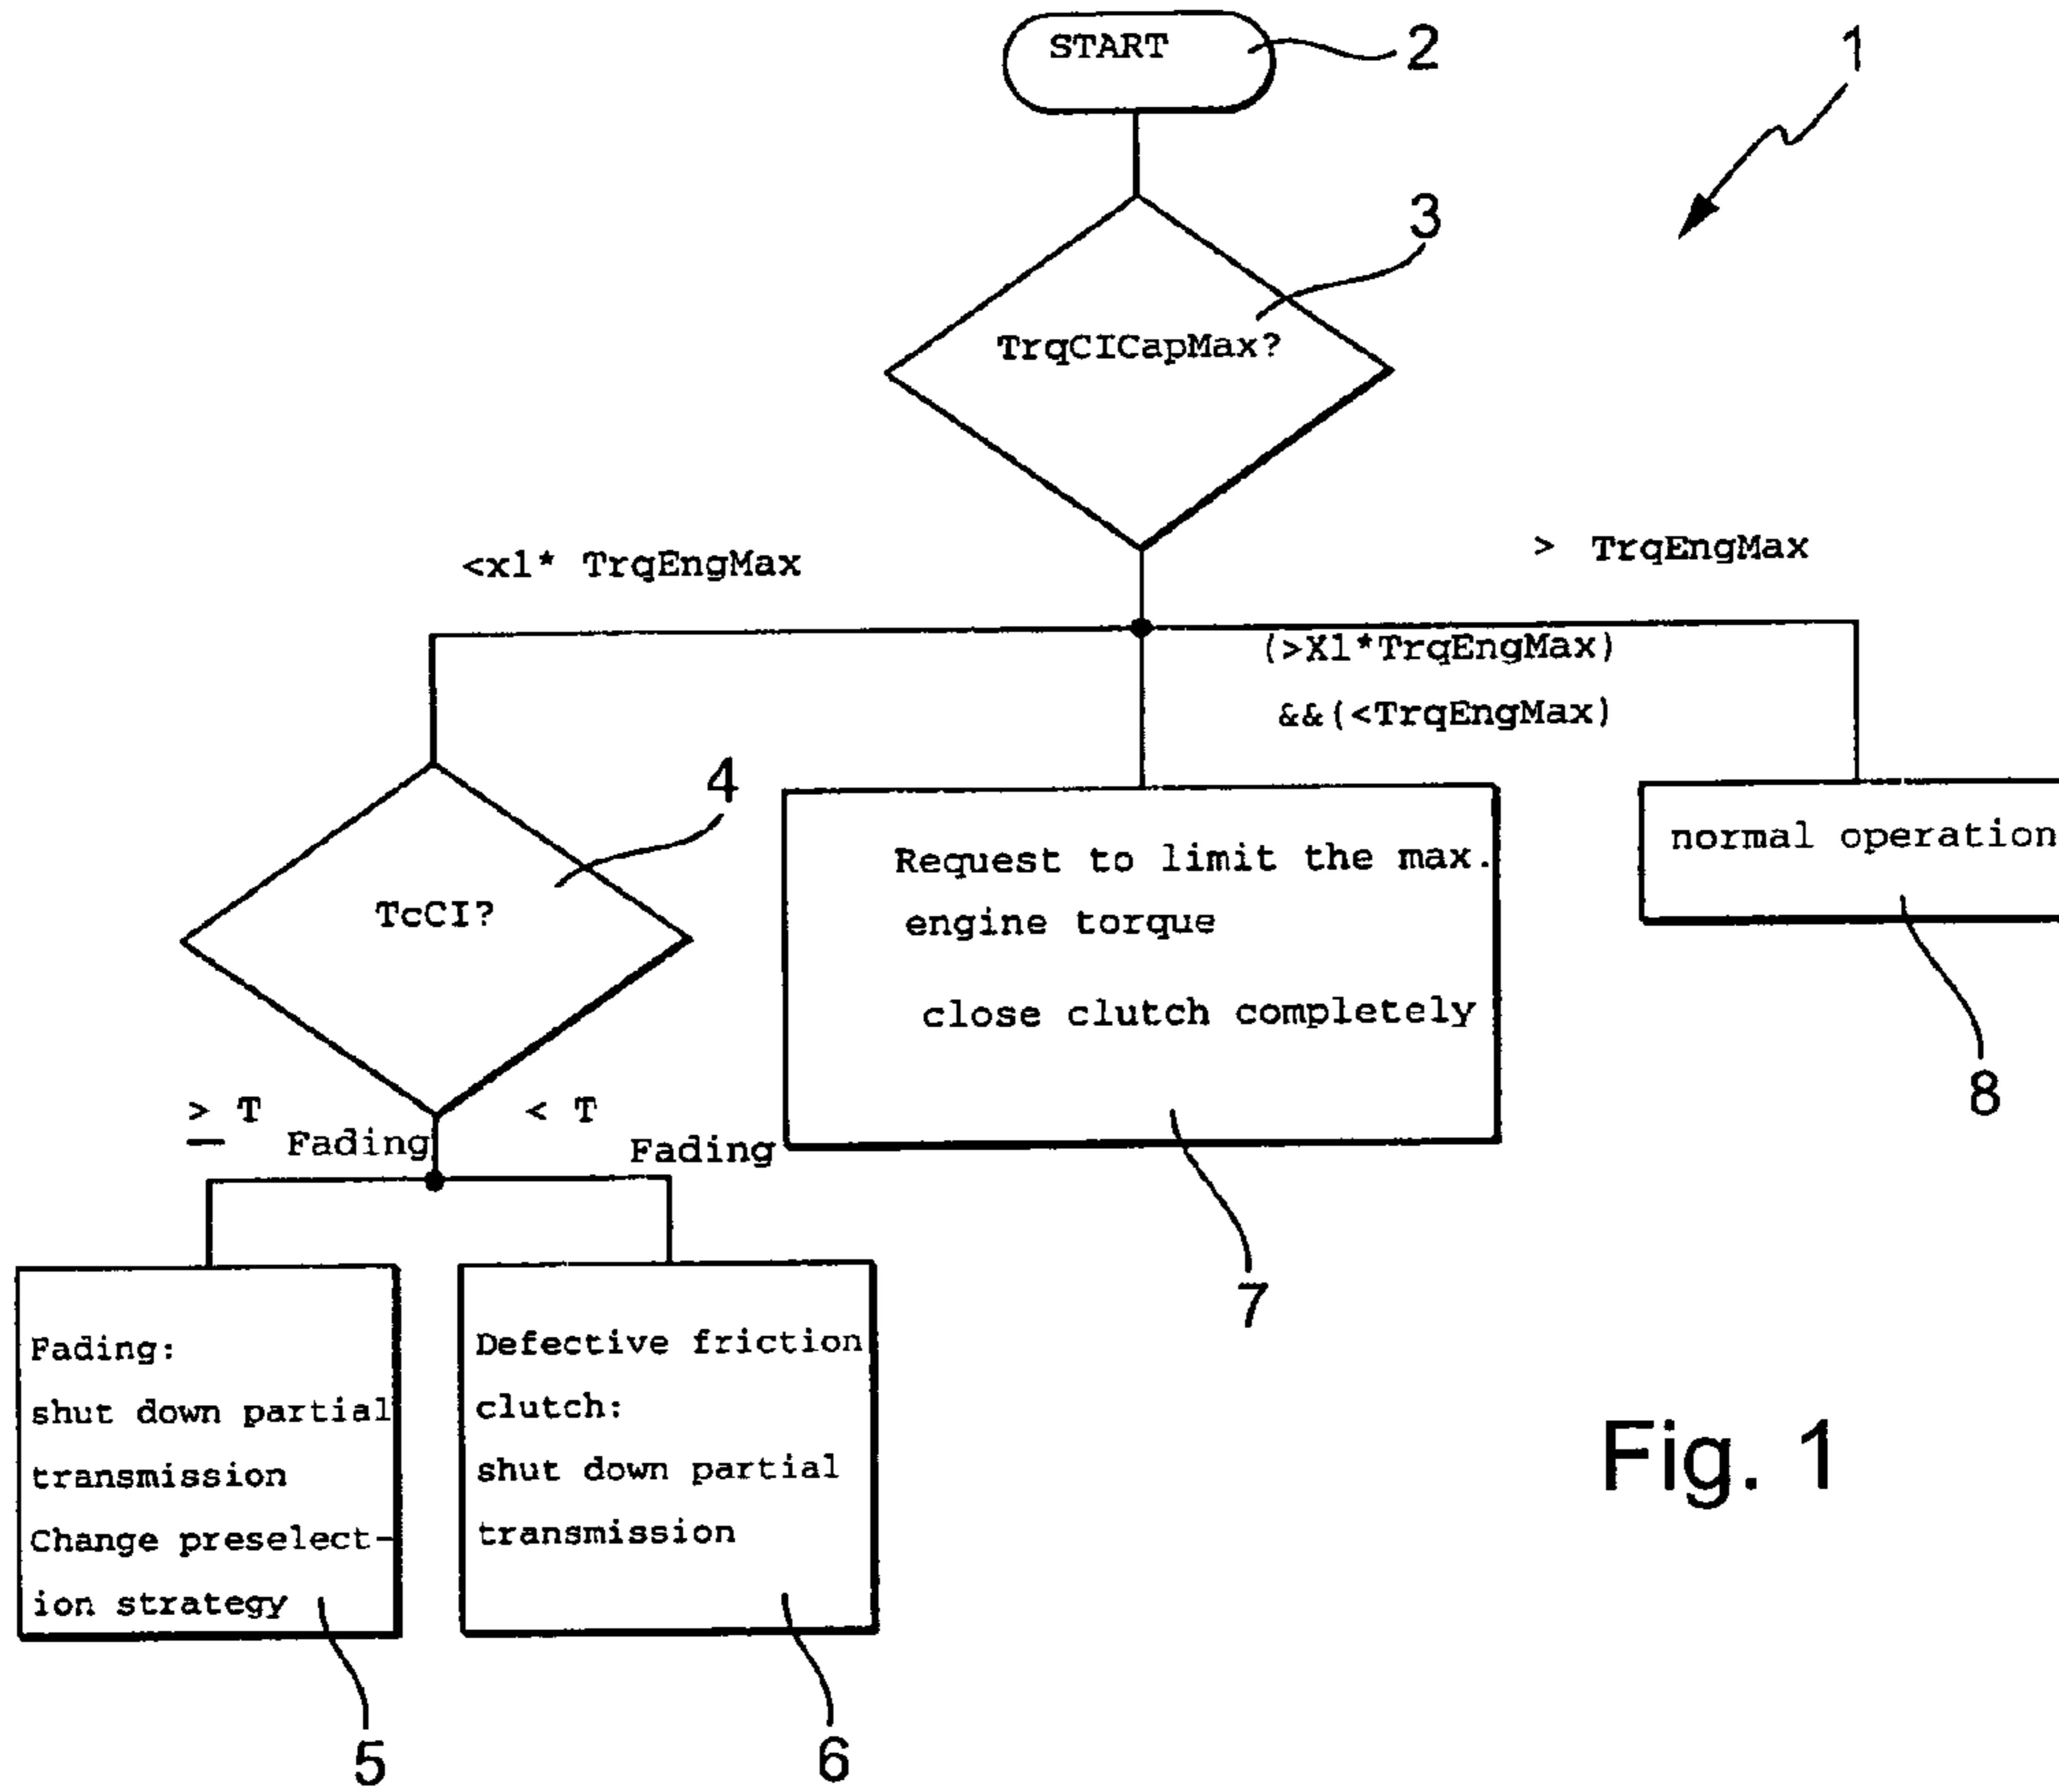 START
2
1
3
TrqCICapMax?
<x1* TrqEngMax
> TrqEngMax
(>X1*TrqEngMax)
&&(<TrqEngMax)
4
TcCI?
Request to limit the max.
engine torque
close clutch completely
normal operation
8
≥ T Fading
< T Fading
7
Fading:
shut down partial
transmission
Change preselect-
ion strategy
Defective friction
clutch:
shut down partial
transmission
5
6
Fig. 1